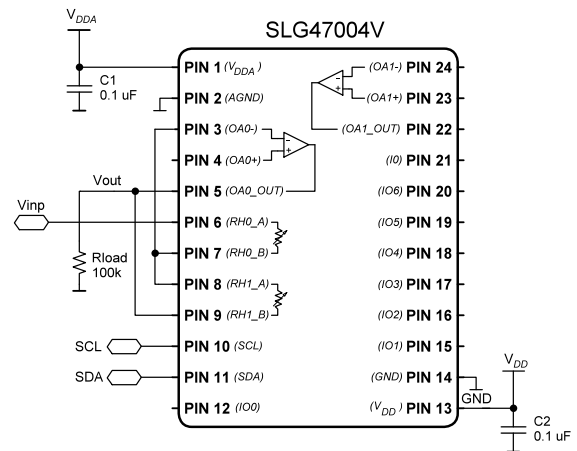 SLG47004V
VDDA
C1
0.1 uF
PIN 1 (VDDA)
PIN 2 (AGND)
PIN 3 (OA0-)
PIN 4 (OA0+)
PIN 5 (OA0_OUT)
PIN 6 (RH0_A)
PIN 7 (RH0_B)
PIN 8 (RH1_A)
PIN 9 (RH1_B)
PIN 10 (SCL)
PIN 11 (SDA)
PIN 12 (IO0)
Vout
Vinp
Rload
100k
SCL
SDA
(OA1-) PIN 24
(OA1+) PIN 23
(OA1_OUT) PIN 22
(I0) PIN 21
(IO6) PIN 20
(IO5) PIN 19
(IO4) PIN 18
(IO3) PIN 17
(IO2) PIN 16
(IO1) PIN 15
(GND) PIN 14
(VDD) PIN 13
GND
VDD
C2
0.1 uF